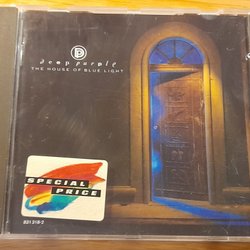 deep purple
THE HOUSE OF BLUE LIGHT
SPECIAL
PRICE
831 318-2